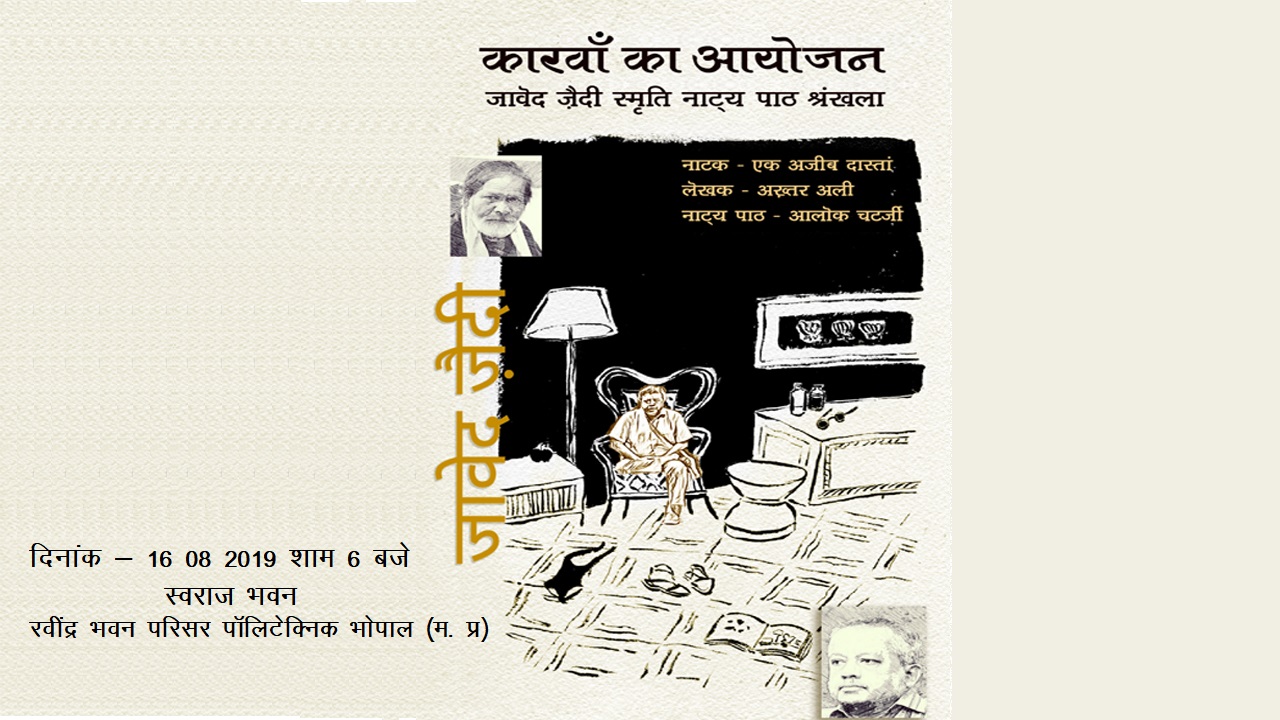 कारवाँ का आयोजन
जावेद ज़ैदी स्मृति नाट्य पाठ श्रंखला
नाटक - एक अजीब दास्तां
लेखक - अख़्तर अली
नाट्य पाठ - आलोक चटर्जी
जावेद ज़ैदी
दिनांक – 16 08 2019 शाम 6 बजे
स्वराज भवन
रवींद्र भवन परिसर पॉलिटेक्निक भोपाल (म. प्र)